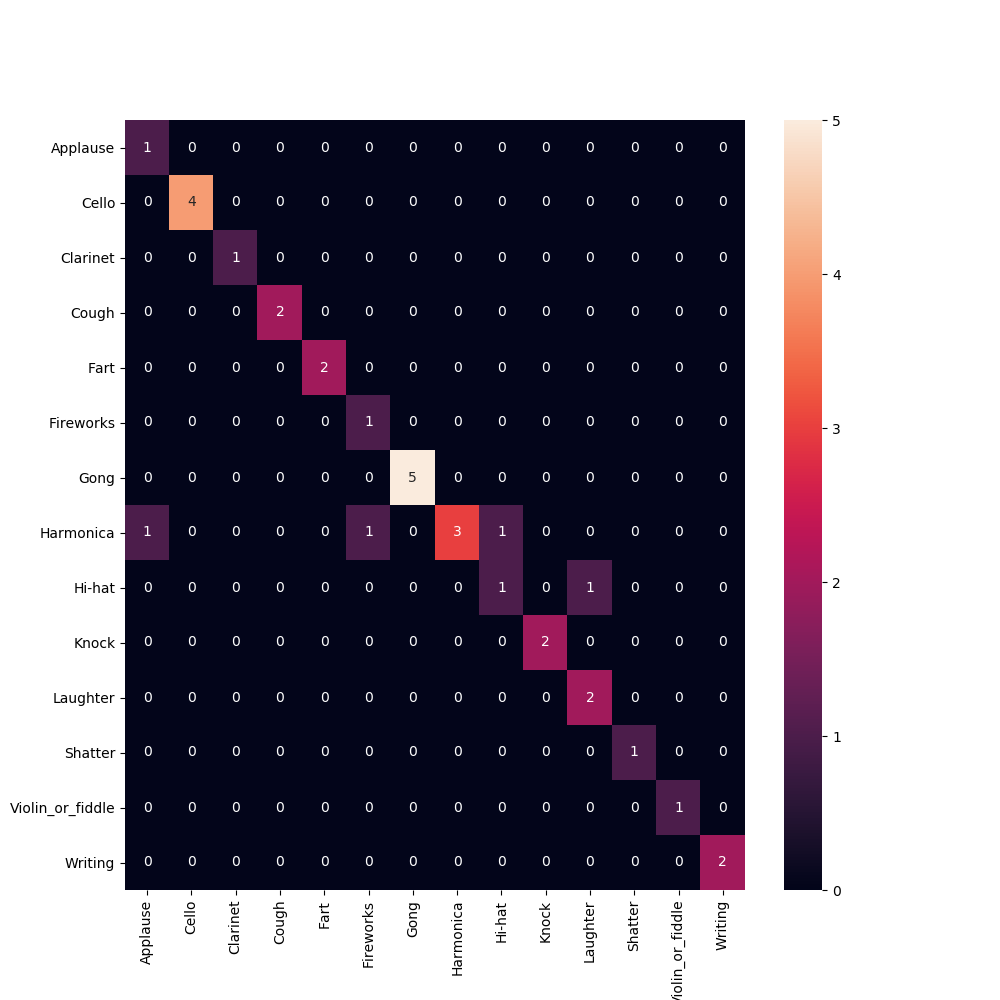 Applause 1 0 0 0 0 0 0 0 0 0 0 0 0 0
Cello 0 4 0 0 0 0 0 0 0 0 0 0 0 0
Clarinet 0 0 1 0 0 0 0 0 0 0 0 0 0 0
Cough 0 0 0 2 0 0 0 0 0 0 0 0 0 0
Fart 0 0 0 0 2 0 0 0 0 0 0 0 0 0
Fireworks 0 0 0 0 0 1 0 0 0 0 0 0 0 0
Gong 0 0 0 0 0 0 5 0 0 0 0 0 0 0
Harmonica 1 0 0 0 0 1 0 3 1 0 0 0 0 0
Hi-hat 0 0 0 0 0 0 0 0 1 0 1 0 0 0
Knock 0 0 0 0 0 0 0 0 0 2 0 0 0 0
Laughter 0 0 0 0 0 0 0 0 0 0 2 0 0 0
Shatter 0 0 0 0 0 0 0 0 0 0 0 1 0 0
Violin_or_fiddle 0 0 0 0 0 0 0 0 0 0 0 0 1 0
Writing 0 0 0 0 0 0 0 0 0 0 0 0 0 2
Applause
Cello
Clarinet
Cough
Fart
Fireworks
Gong
Harmonica
Hi-hat
Knock
Laughter
Shatter
Violin_or_fiddle
Writing
5
4
3
2
1
0